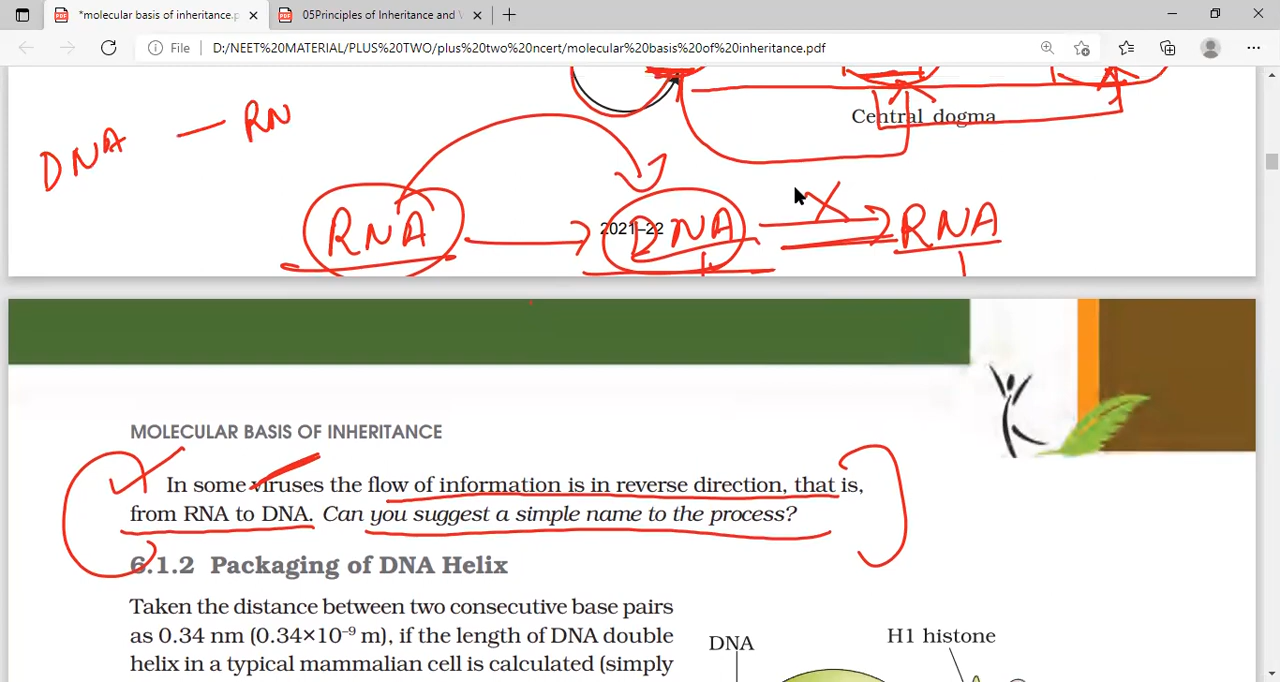 *molecular basis of inheritance.p
05Principles of Inheritance and V
File
D:/NEET%20MATERIAL/PLUS%20TWO/plus%20two%20ncert/molecular%20basis%20of%20inheritance.pdf
Central dogma
DNA — RN
RNA → DNA → RNA
2021–22
MOLECULAR BASIS OF INHERITANCE
In some viruses the flow of information is in reverse direction, that is,
from RNA to DNA. Can you suggest a simple name to the process?
6.1.2 Packaging of DNA Helix
Taken the distance between two consecutive base pairs
as 0.34 nm (0.34×10⁻⁹ m), if the length of DNA double
helix in a typical mammalian cell is calculated (simply
DNA
H1 histone